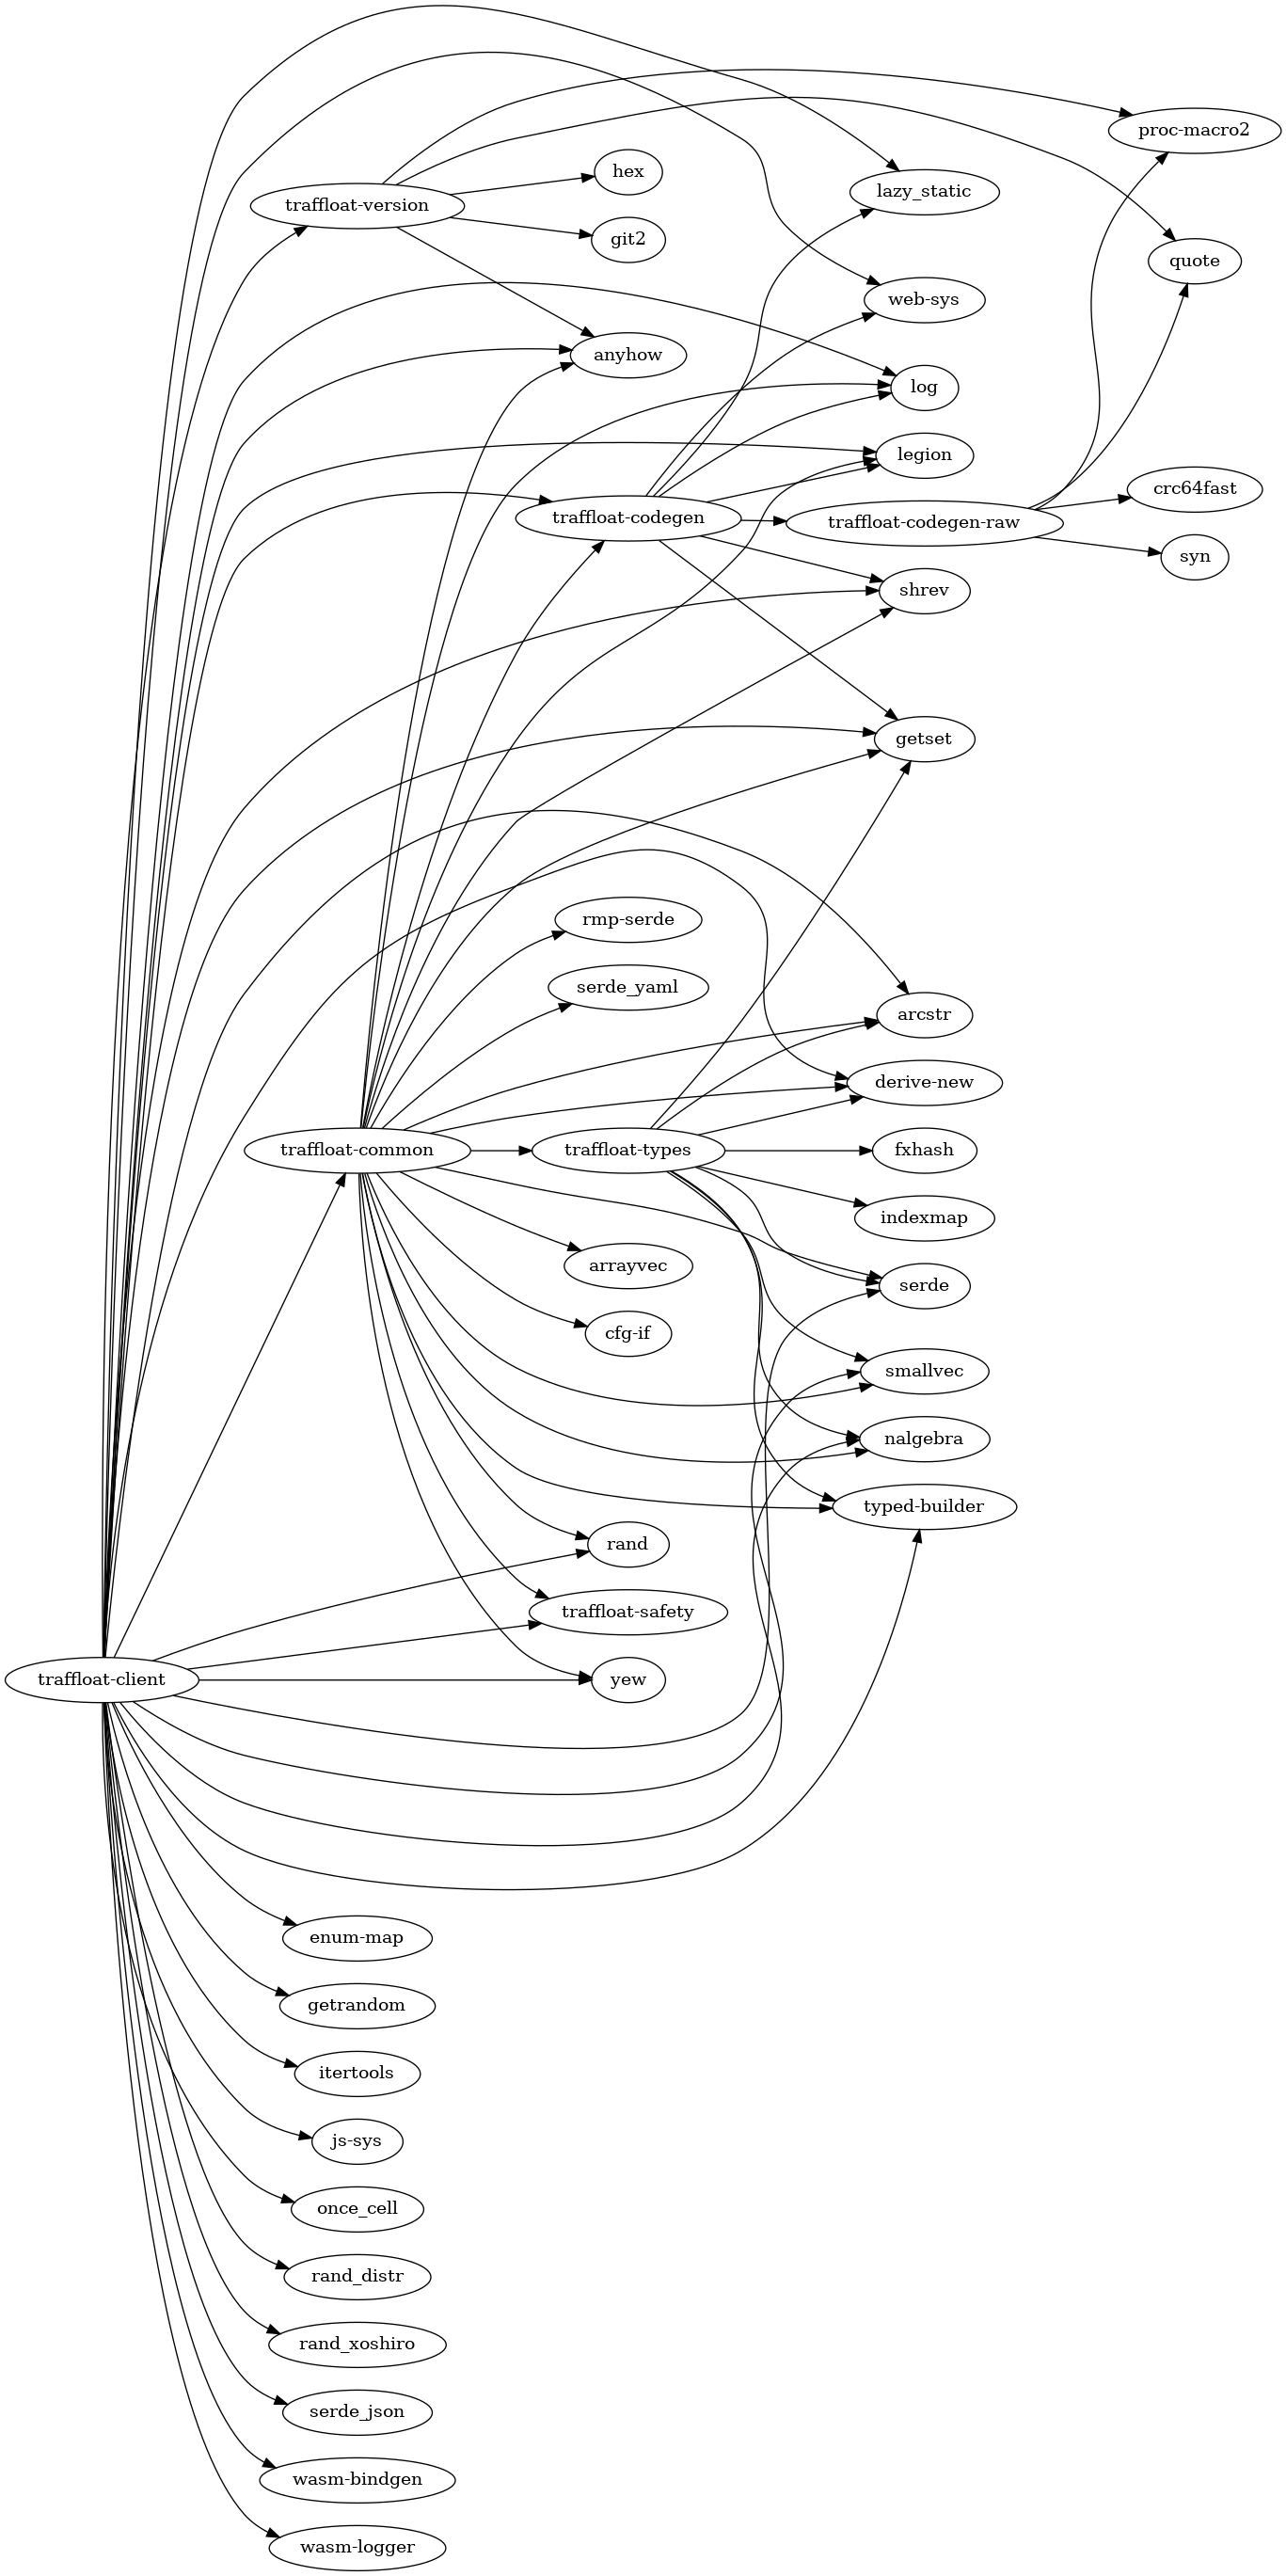 proc-macro2
hex
lazy_static
traffloat-version
git2
quote
web-sys
anyhow
log
legion
crc64fast
traffloat-codegen
traffloat-codegen-raw
syn
shrev
getset
rmp-serde
serde_yaml
arcstr
derive-new
traffloat-common
traffloat-types
fxhash
indexmap
arrayvec
serde
cfg-if
smallvec
nalgebra
typed-builder
rand
traffloat-safety
traffloat-client
yew
enum-map
getrandom
itertools
js-sys
once_cell
rand_distr
rand_xoshiro
serde_json
wasm-bindgen
wasm-logger